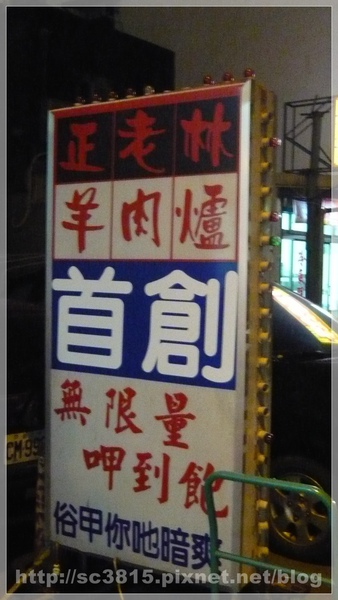 正老林
羊肉爐
首創
無限量
呷到飽
俗甲你吔暗爽
CM99
http://sc3815.pixnet.net/blog